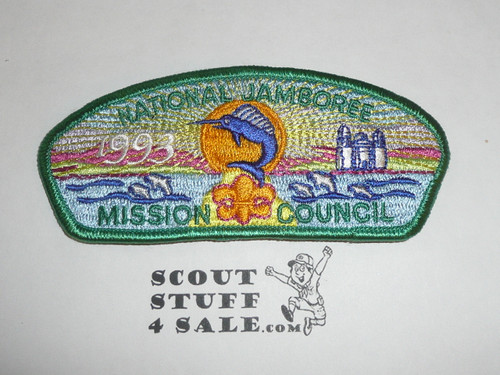 NATIONAL JAMBOREE
1993
MISSION COUNCIL
SCOUT
STUFF
4 SALE.com